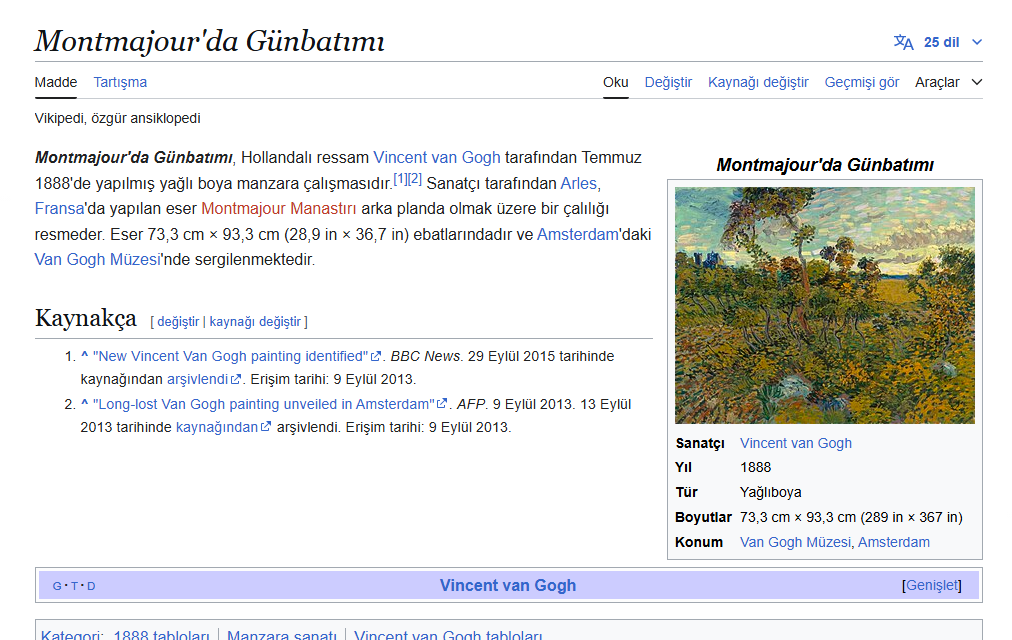 Montmajour'da Günbatımı
25 dil
Madde Tartışma
Oku Değiştir Kaynağı değiştir Geçmişi gör Araçlar
Vikipedi, özgür ansiklopedi
Montmajour'da Günbatımı, Hollandalı ressam Vincent van Gogh tarafından Temmuz
1888'de yapılmış yağlı boya manzara çalışmasıdır.[1][2] Sanatçı tarafından Arles,
Fransa'da yapılan eser Montmajour Manastırı arka planda olmak üzere bir çalılığı
resmeder. Eser 73,3 cm × 93,3 cm (28,9 in × 36,7 in) ebatlarındadır ve Amsterdam'daki
Van Gogh Müzesi'nde sergilenmektedir.
Kaynakça [ değiştir | kaynağı değiştir ]
1. ^ "New Vincent Van Gogh painting identified". BBC News. 29 Eylül 2015 tarihinde
kaynağından arşivlendi. Erişim tarihi: 9 Eylül 2013.
2. ^ "Long-lost Van Gogh painting unveiled in Amsterdam". AFP. 9 Eylül 2013. 13 Eylül
2013 tarihinde kaynağından arşivlendi. Erişim tarihi: 9 Eylül 2013.
Montmajour'da Günbatımı
Sanatçı Vincent van Gogh
Yıl 1888
Tür Yağlıboya
Boyutlar 73,3 cm × 93,3 cm (289 in × 367 in)
Konum Van Gogh Müzesi, Amsterdam
G · T · D Vincent van Gogh [Genişlet]
Kategori: 1888 tabloları | Manzara sanatı | Vincent van Gogh tabloları